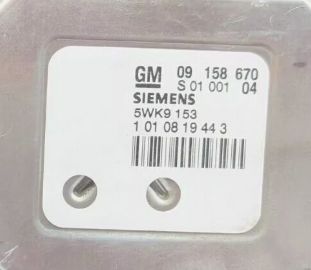 GM 09 158 670
S 01 001 04
SIEMENS
5WK9 153
1 01 08 19 44 3